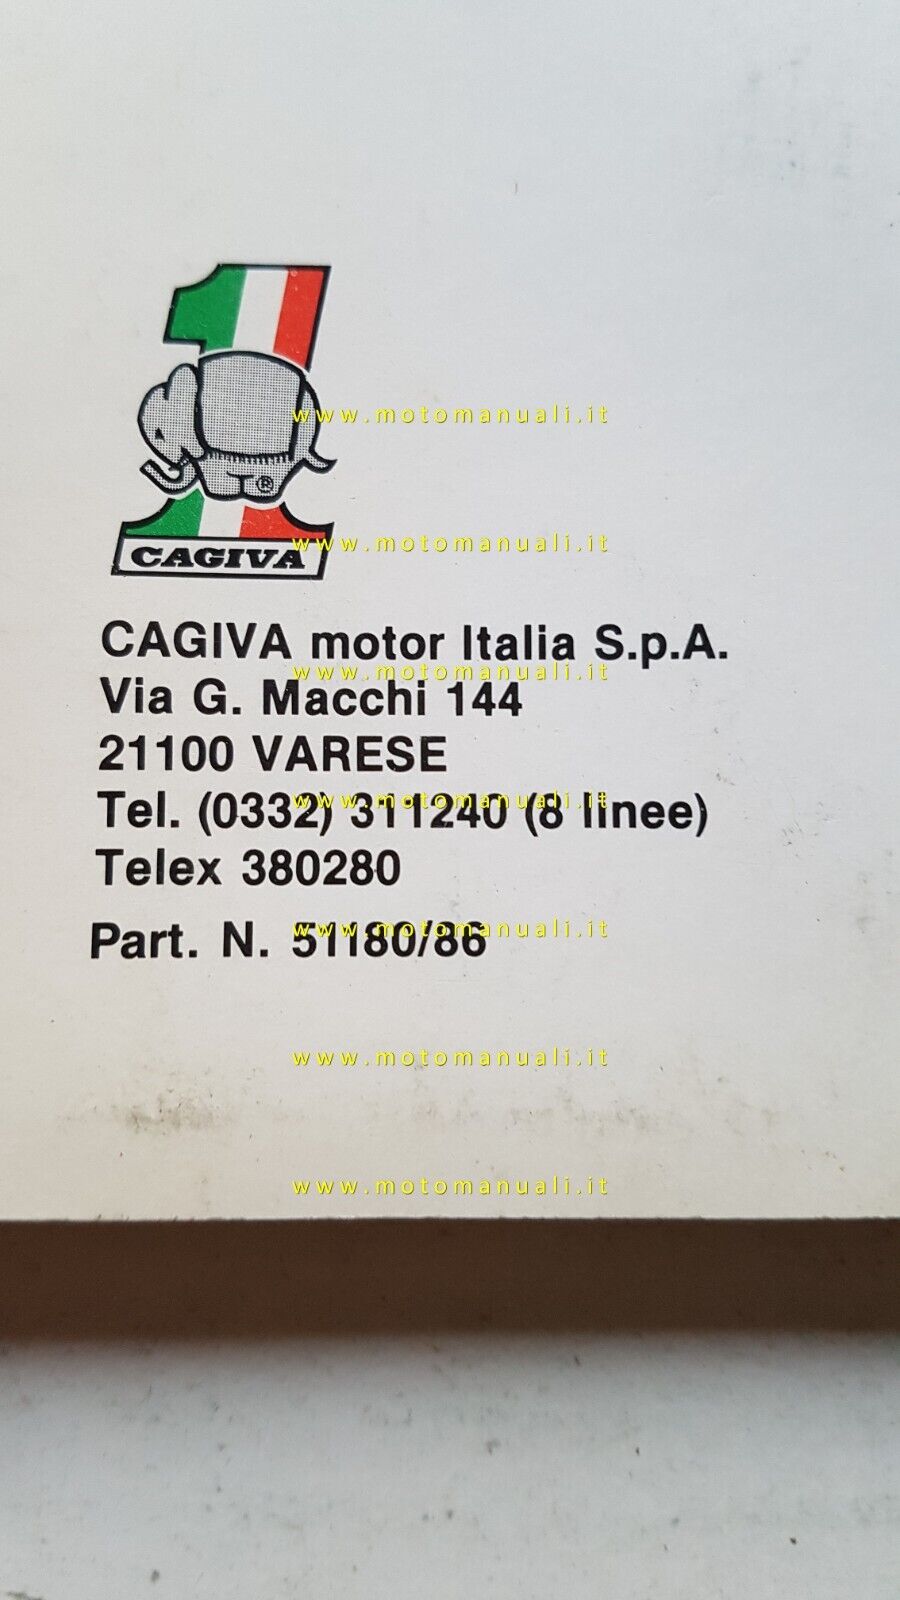 www.motomanuali.it
®
www.motomanuali.it
CAGIVA
CAGIVA motor Italia S.p.A.
www.motomanuali.it
Via G. Macchi 144
21100 VARESE
www.motomanuali.it
Tel. (0332) 311240 (8 linee)
Telex 380280
www.motomanuali.it
Part. N. 51180/86
www.motomanuali.it
www.motomanuali.it